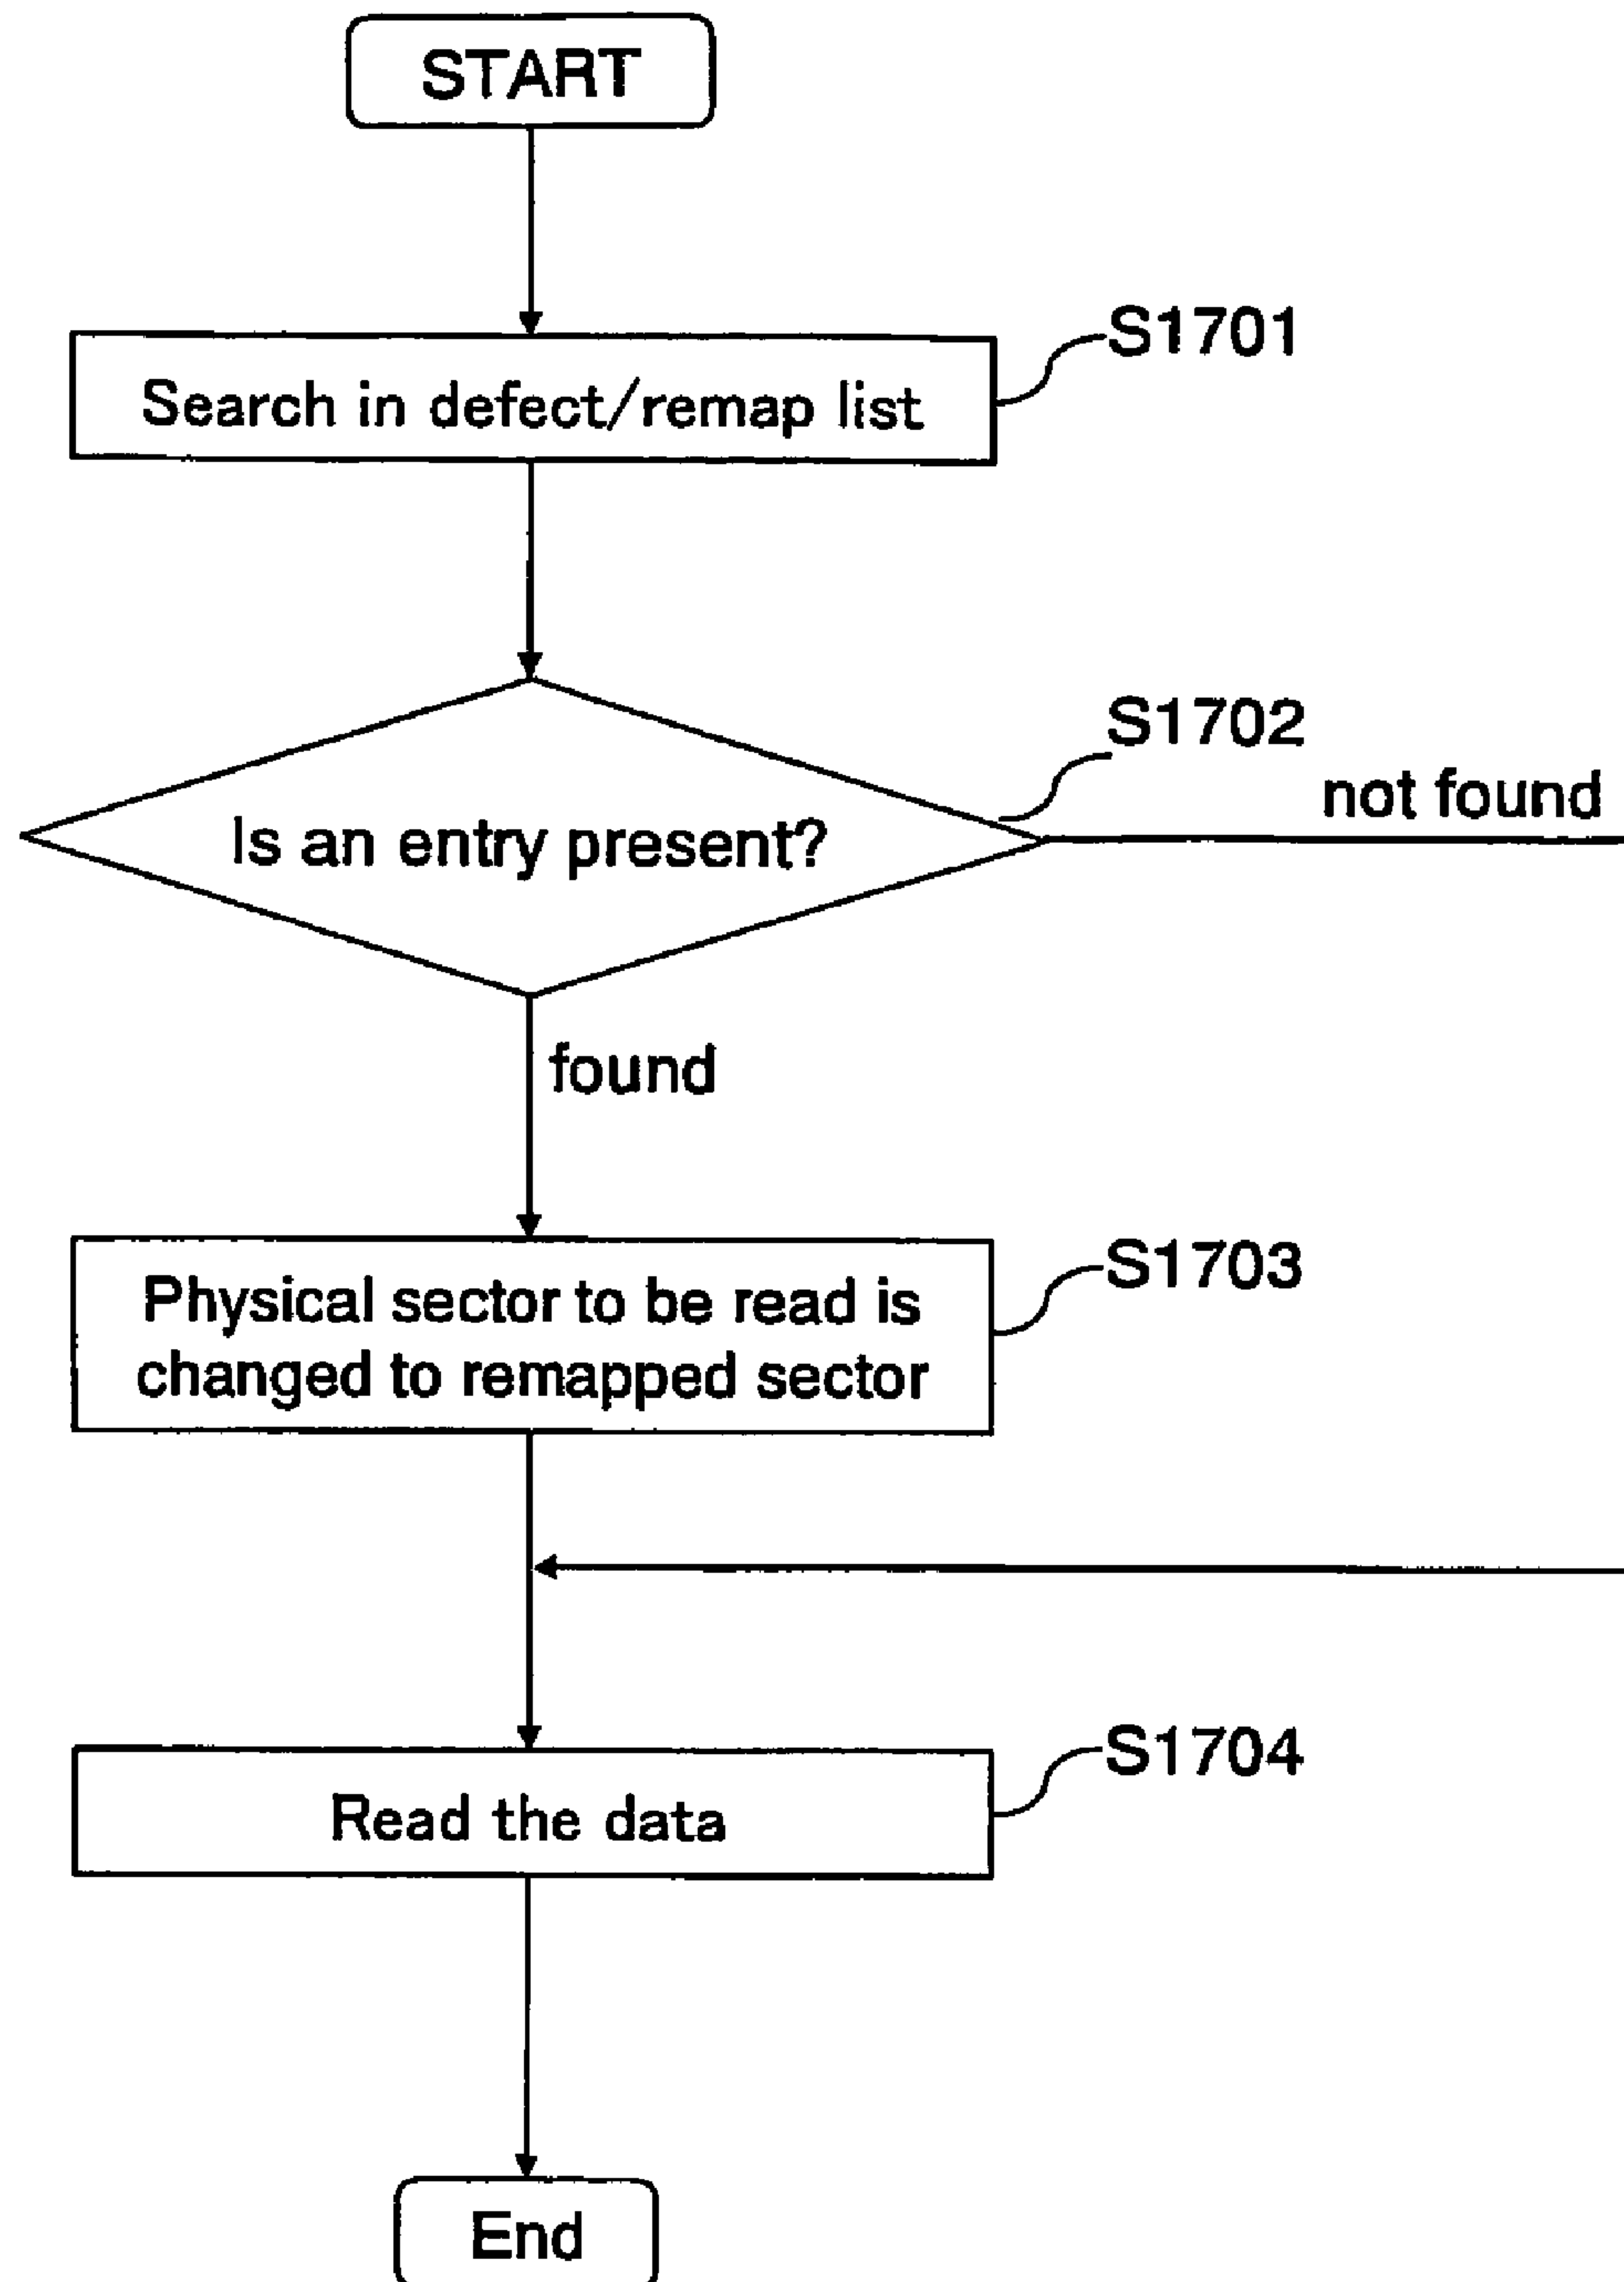 START
S1701
Search in defect/remap list
S1702
not found
Is an entry present?
found
S1703
Physical sector to be read is
changed to remapped sector
S1704
Read the data
End